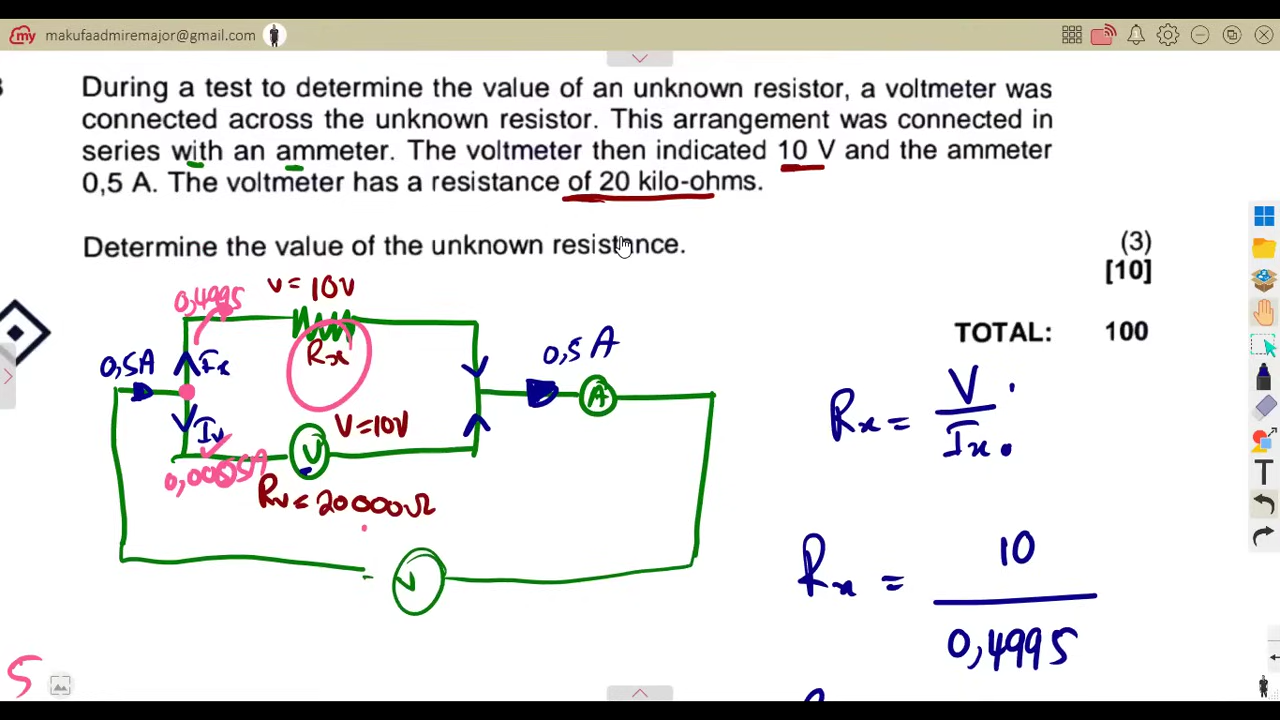 makufaadmiremajor@gmail.com
During a test to determine the value of an unknown resistor, a voltmeter was
connected across the unknown resistor. This arrangement was connected in
series with an ammeter. The voltmeter then indicated 10 V and the ammeter
0,5 A. The voltmeter has a resistance of 20 kilo-ohms.
Determine the value of the unknown resistance.
(3)
[10]
TOTAL: 100
V= 10V
0,4995
Rx
0,5A
Ix
0,5 A
A
Iv
V
V=10V
0,0005A
Rv= 20000Ω
V
Rx = V
Ix
Rx = 10
0,4995
5